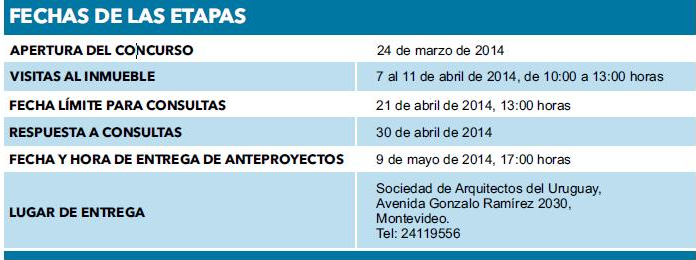 FECHAS DE LAS ETAPAS
APERTURA DEL CONCURSO 24 de marzo de 2014
VISITAS AL INMUEBLE 7 al 11 de abril de 2014, de 10:00 a 13:00 horas
FECHA LÍMITE PARA CONSULTAS 21 de abril de 2014, 13:00 horas
RESPUESTA A CONSULTAS 30 de abril de 2014
FECHA Y HORA DE ENTREGA DE ANTEPROYECTOS 9 de mayo de 2014, 17:00 horas
LUGAR DE ENTREGA
Sociedad de Arquitectos del Uruguay,
Avenida Gonzalo Ramírez 2030,
Montevideo.
Tel: 24119556